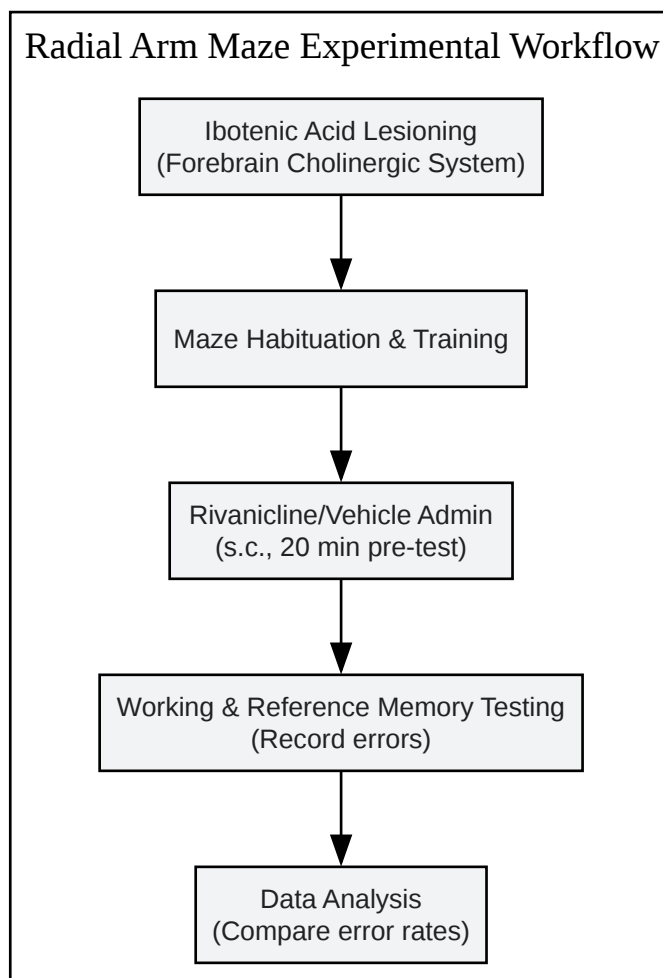 Radial Arm Maze Experimental Workflow
Ibotenic Acid Lesioning
(Forebrain Cholinergic System)
Maze Habituation & Training
Rivanicline/Vehicle Admin
(s.c., 20 min pre-test)
Working & Reference Memory Testing
(Record errors)
Data Analysis
(Compare error rates)